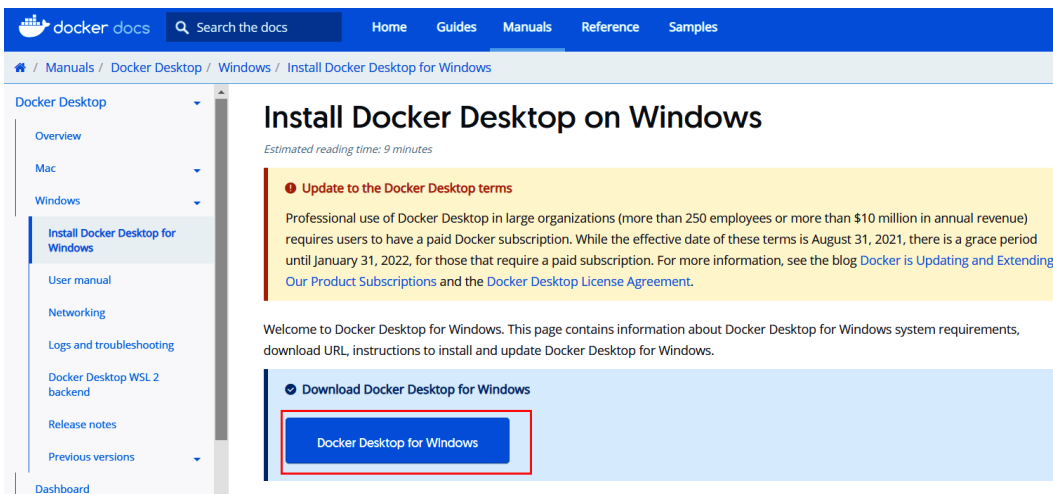 docker docs Search the docs Home Guides Manuals Reference Samples
/ Manuals / Docker Desktop / Windows / Install Docker Desktop for Windows
Docker Desktop
Overview
Mac
Windows
Install Docker Desktop for
Windows
User manual
Networking
Logs and troubleshooting
Docker Desktop WSL 2
backend
Release notes
Previous versions
Dashboard
Install Docker Desktop on Windows
Estimated reading time: 9 minutes
Update to the Docker Desktop terms
Professional use of Docker Desktop in large organizations (more than 250 employees or more than $10 million in annual revenue)
requires users to have a paid Docker subscription. While the effective date of these terms is August 31, 2021, there is a grace period
until January 31, 2022, for those that require a paid subscription. For more information, see the blog Docker is Updating and Extending
Our Product Subscriptions and the Docker Desktop License Agreement.
Welcome to Docker Desktop for Windows. This page contains information about Docker Desktop for Windows system requirements,
download URL, instructions to install and update Docker Desktop for Windows.
Download Docker Desktop for Windows
Docker Desktop for Windows